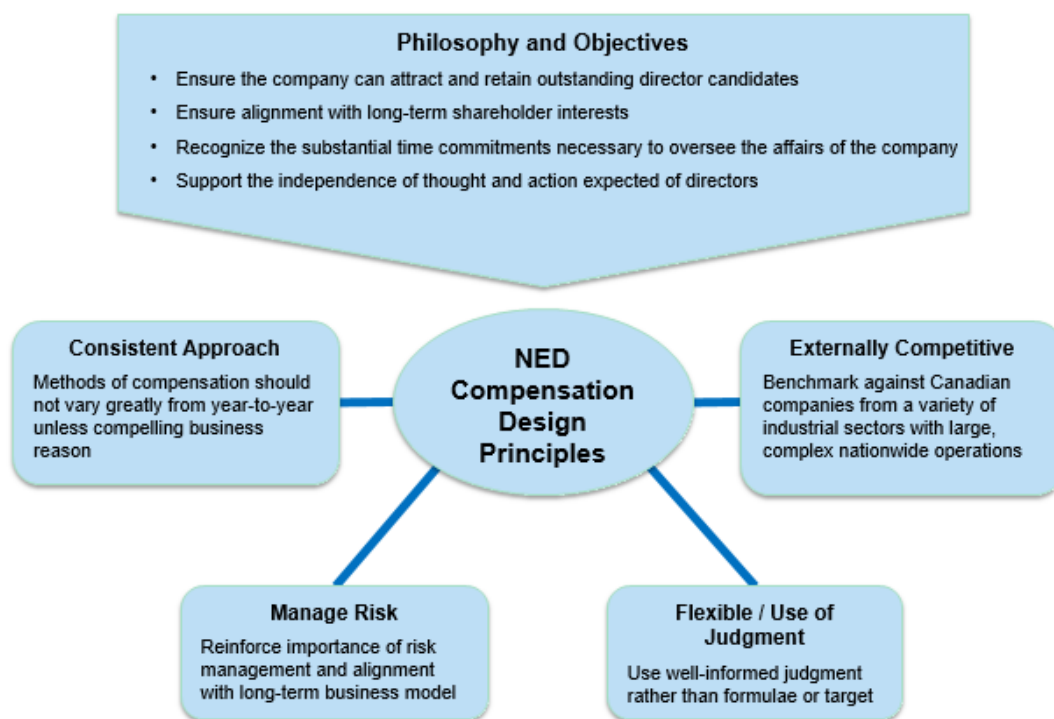 Philosophy and Objectives
• Ensure the company can attract and retain outstanding director candidates
• Ensure alignment with long-term shareholder interests
• Recognize the substantial time commitments necessary to oversee the affairs of the company
• Support the independence of thought and action expected of directors
Consistent Approach
Methods of compensation should
not vary greatly from year-to-year
unless compelling business
reason
NED
Compensation
Design
Principles
Externally Competitive
Benchmark against Canadian
companies from a variety of
industrial sectors with large,
complex nationwide operations
Manage Risk
Reinforce importance of risk
management and alignment
with long-term business model
Flexible / Use of
Judgment
Use well-informed judgment
rather than formulae or target